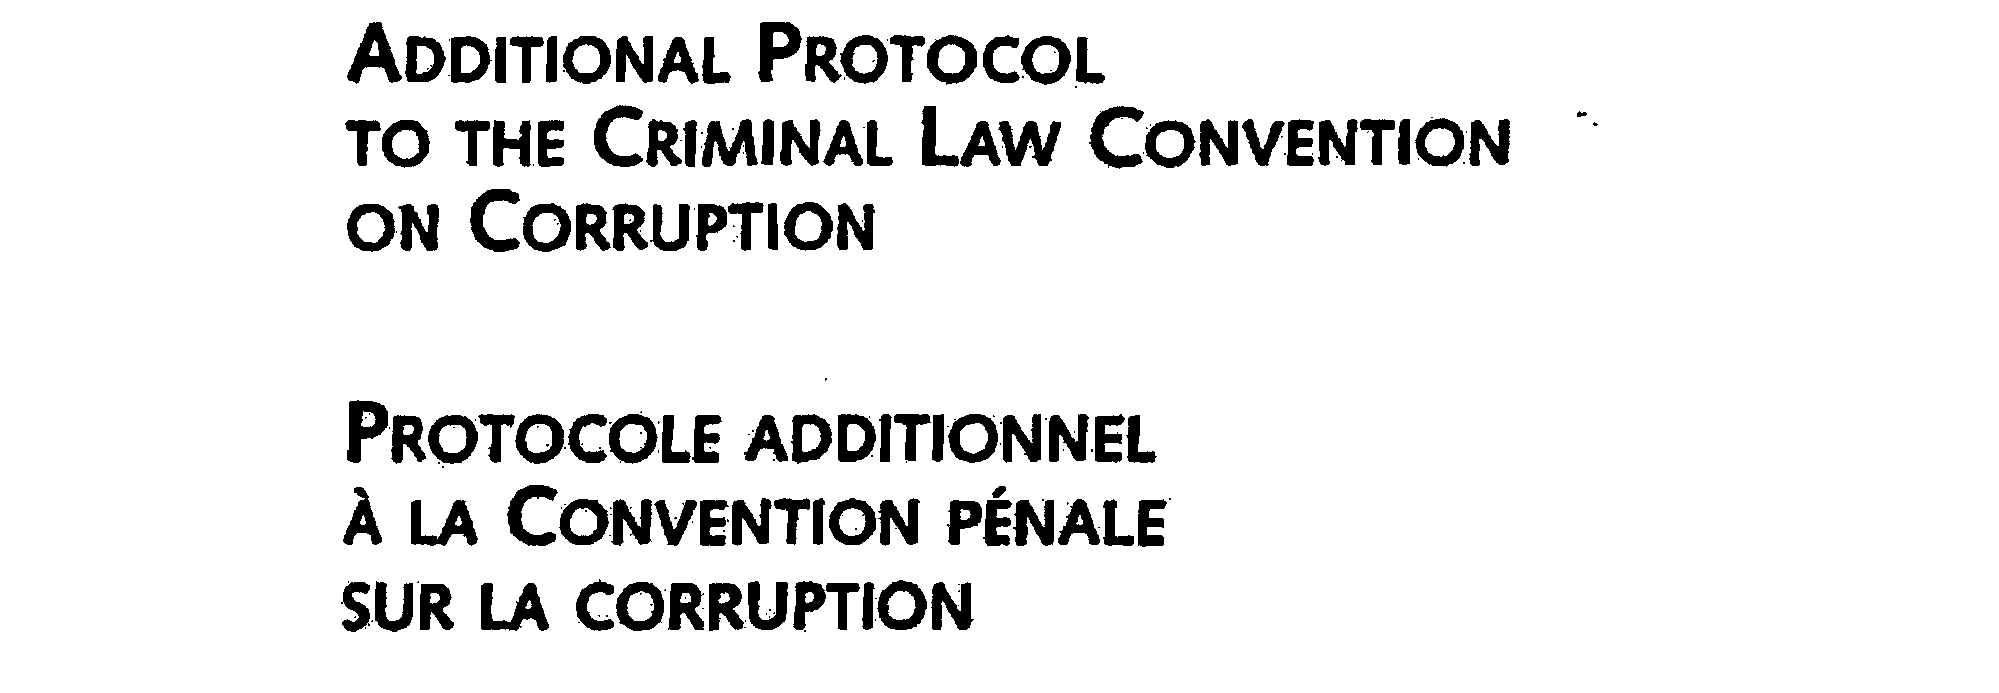 Additional Protocol
to the Criminal Law Convention
on Corruption
Protocole additionnel
à la Convention pénale
sur la corruption